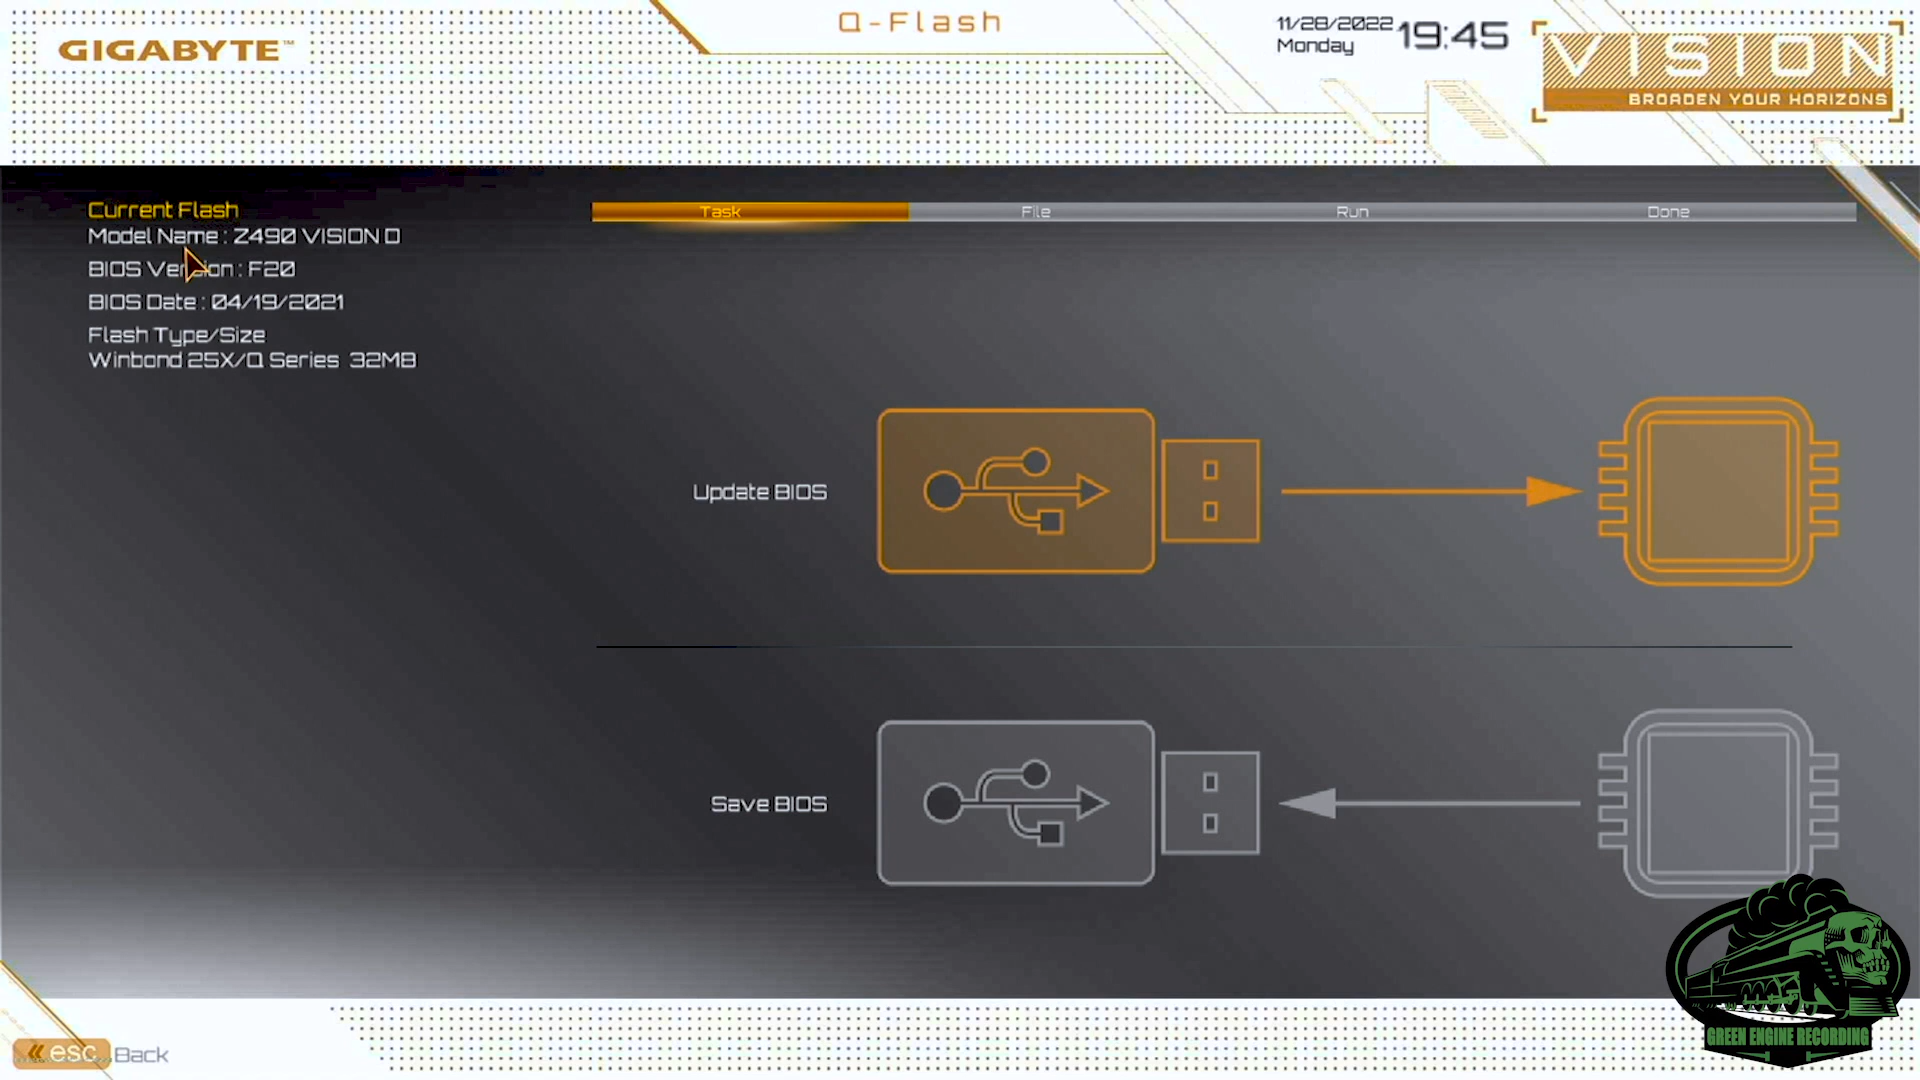 GIGABYTE™
Q-Flash
11/28/2022
Monday
19:45
VISION
BROADEN YOUR HORIZONS
Current Flash
Model Name : Z490 VISION D
BIOS Version : F20
BIOS Date : 04/19/2021
Flash Type/Size
Winbond 25X/Q Series 32MB
Task
File
Run
Done
Update BIOS
Save BIOS
« esc Back
GREEN ENGINE RECORDING